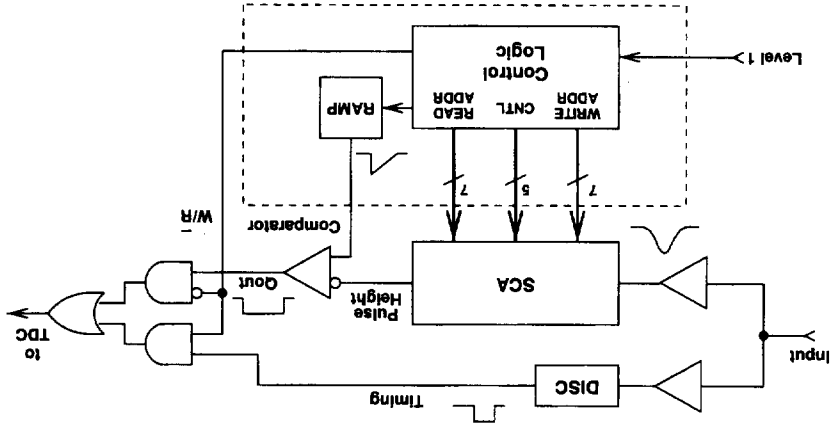 Timing
DISC
Input
to
TDC
Pulse
Height
SCA
Qout
Comparator
W̅/R
7
5
7
WRITE
ADDR
CNTL
READ
ADDR
RAMP
Control
Logic
Level 1